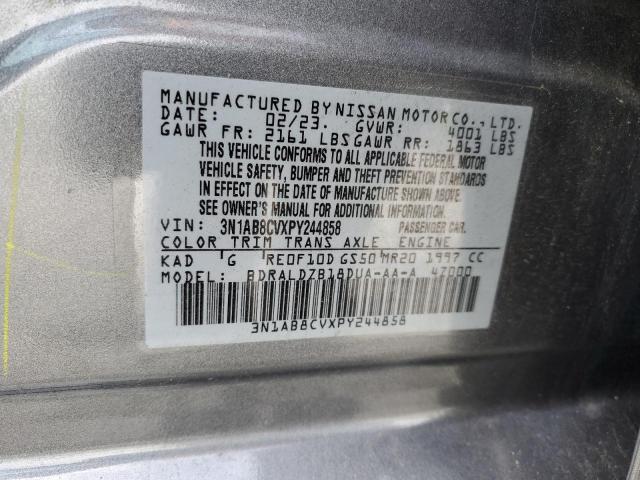 MANUFACTURED BY NISSAN MOTOR CO., LTD.
DATE: 02/23. GVWR: 4001 LBS
GAWR FR: 2161 LBS GAWR RR: 1863 LBS
THIS VEHICLE CONFORMS TO ALL APPLICABLE FEDERAL MOTOR
VEHICLE SAFETY, BUMPER, AND THEFT PREVENTION STANDARDS
IN EFFECT ON THE DATE OF MANUFACTURE SHOWN ABOVE.
SEE OWNER'S MANUAL FOR ADDITIONAL INFORMATION.
VIN: 3N1AB8CVXPY244858 PASSENGER CAR.
COLOR TRIM TRANS AXLE ENGINE
KAD G RE0F10D GS50 MR20 1997 CC
MODEL BDRALDZB18DUA-AA-A 4Z000
3N1AB8CVXPY244858